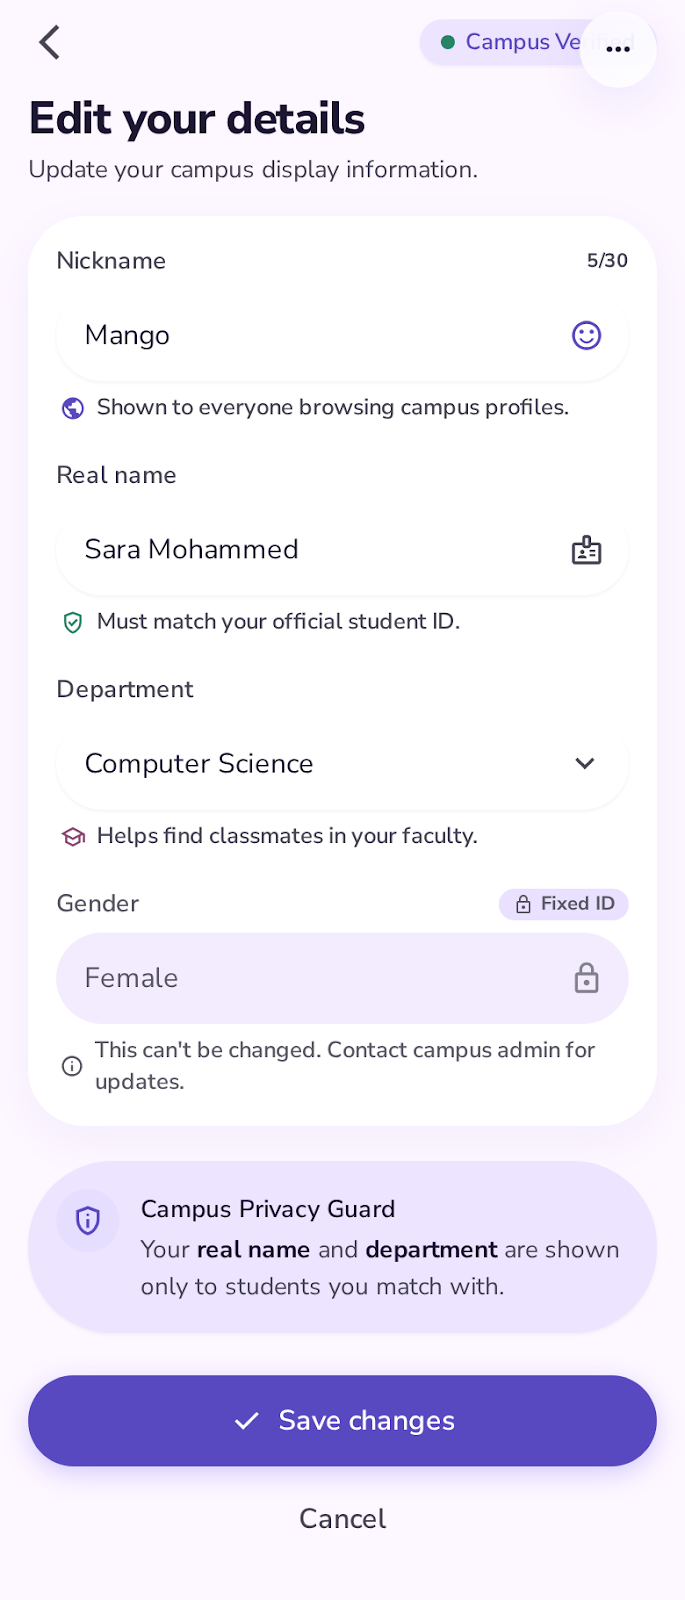 Campus
Edit your details
Update your campus display information.
Nickname
5/30
Mango
Shown to everyone browsing campus profiles.
Real name
Sara Mohammed
Must match your official student ID.
Department
Computer Science
Helps find classmates in your faculty.
Gender
Fixed ID
Female
This can't be changed. Contact campus admin for
updates.
Campus Privacy Guard
Your real name and department are shown
only to students you match with.
Save changes
Cancel